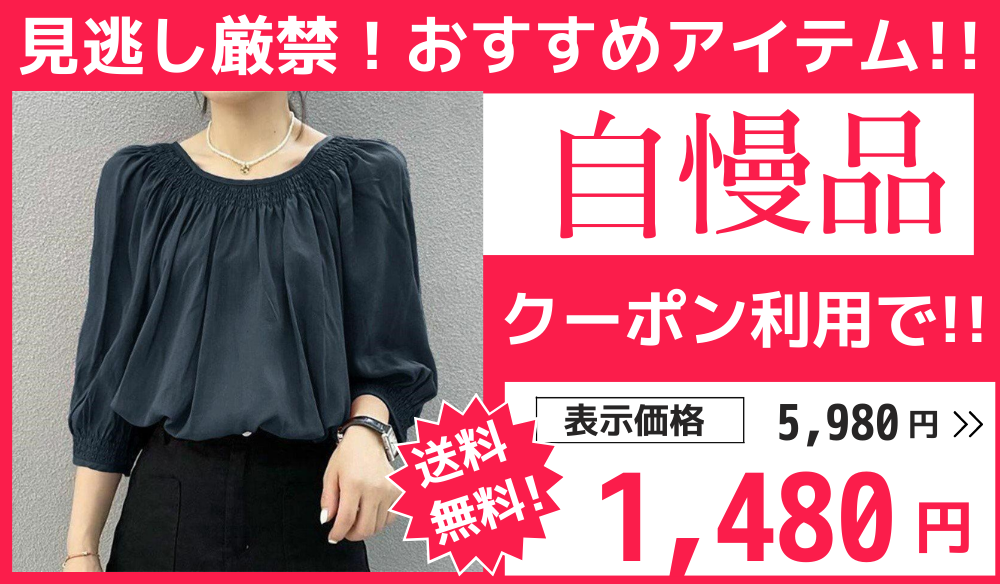 見逃し厳禁！おすすめアイテム!!
自慢品
クーポン利用で!!
表示価格 5,980円 >>
送料
無料!
1,480円